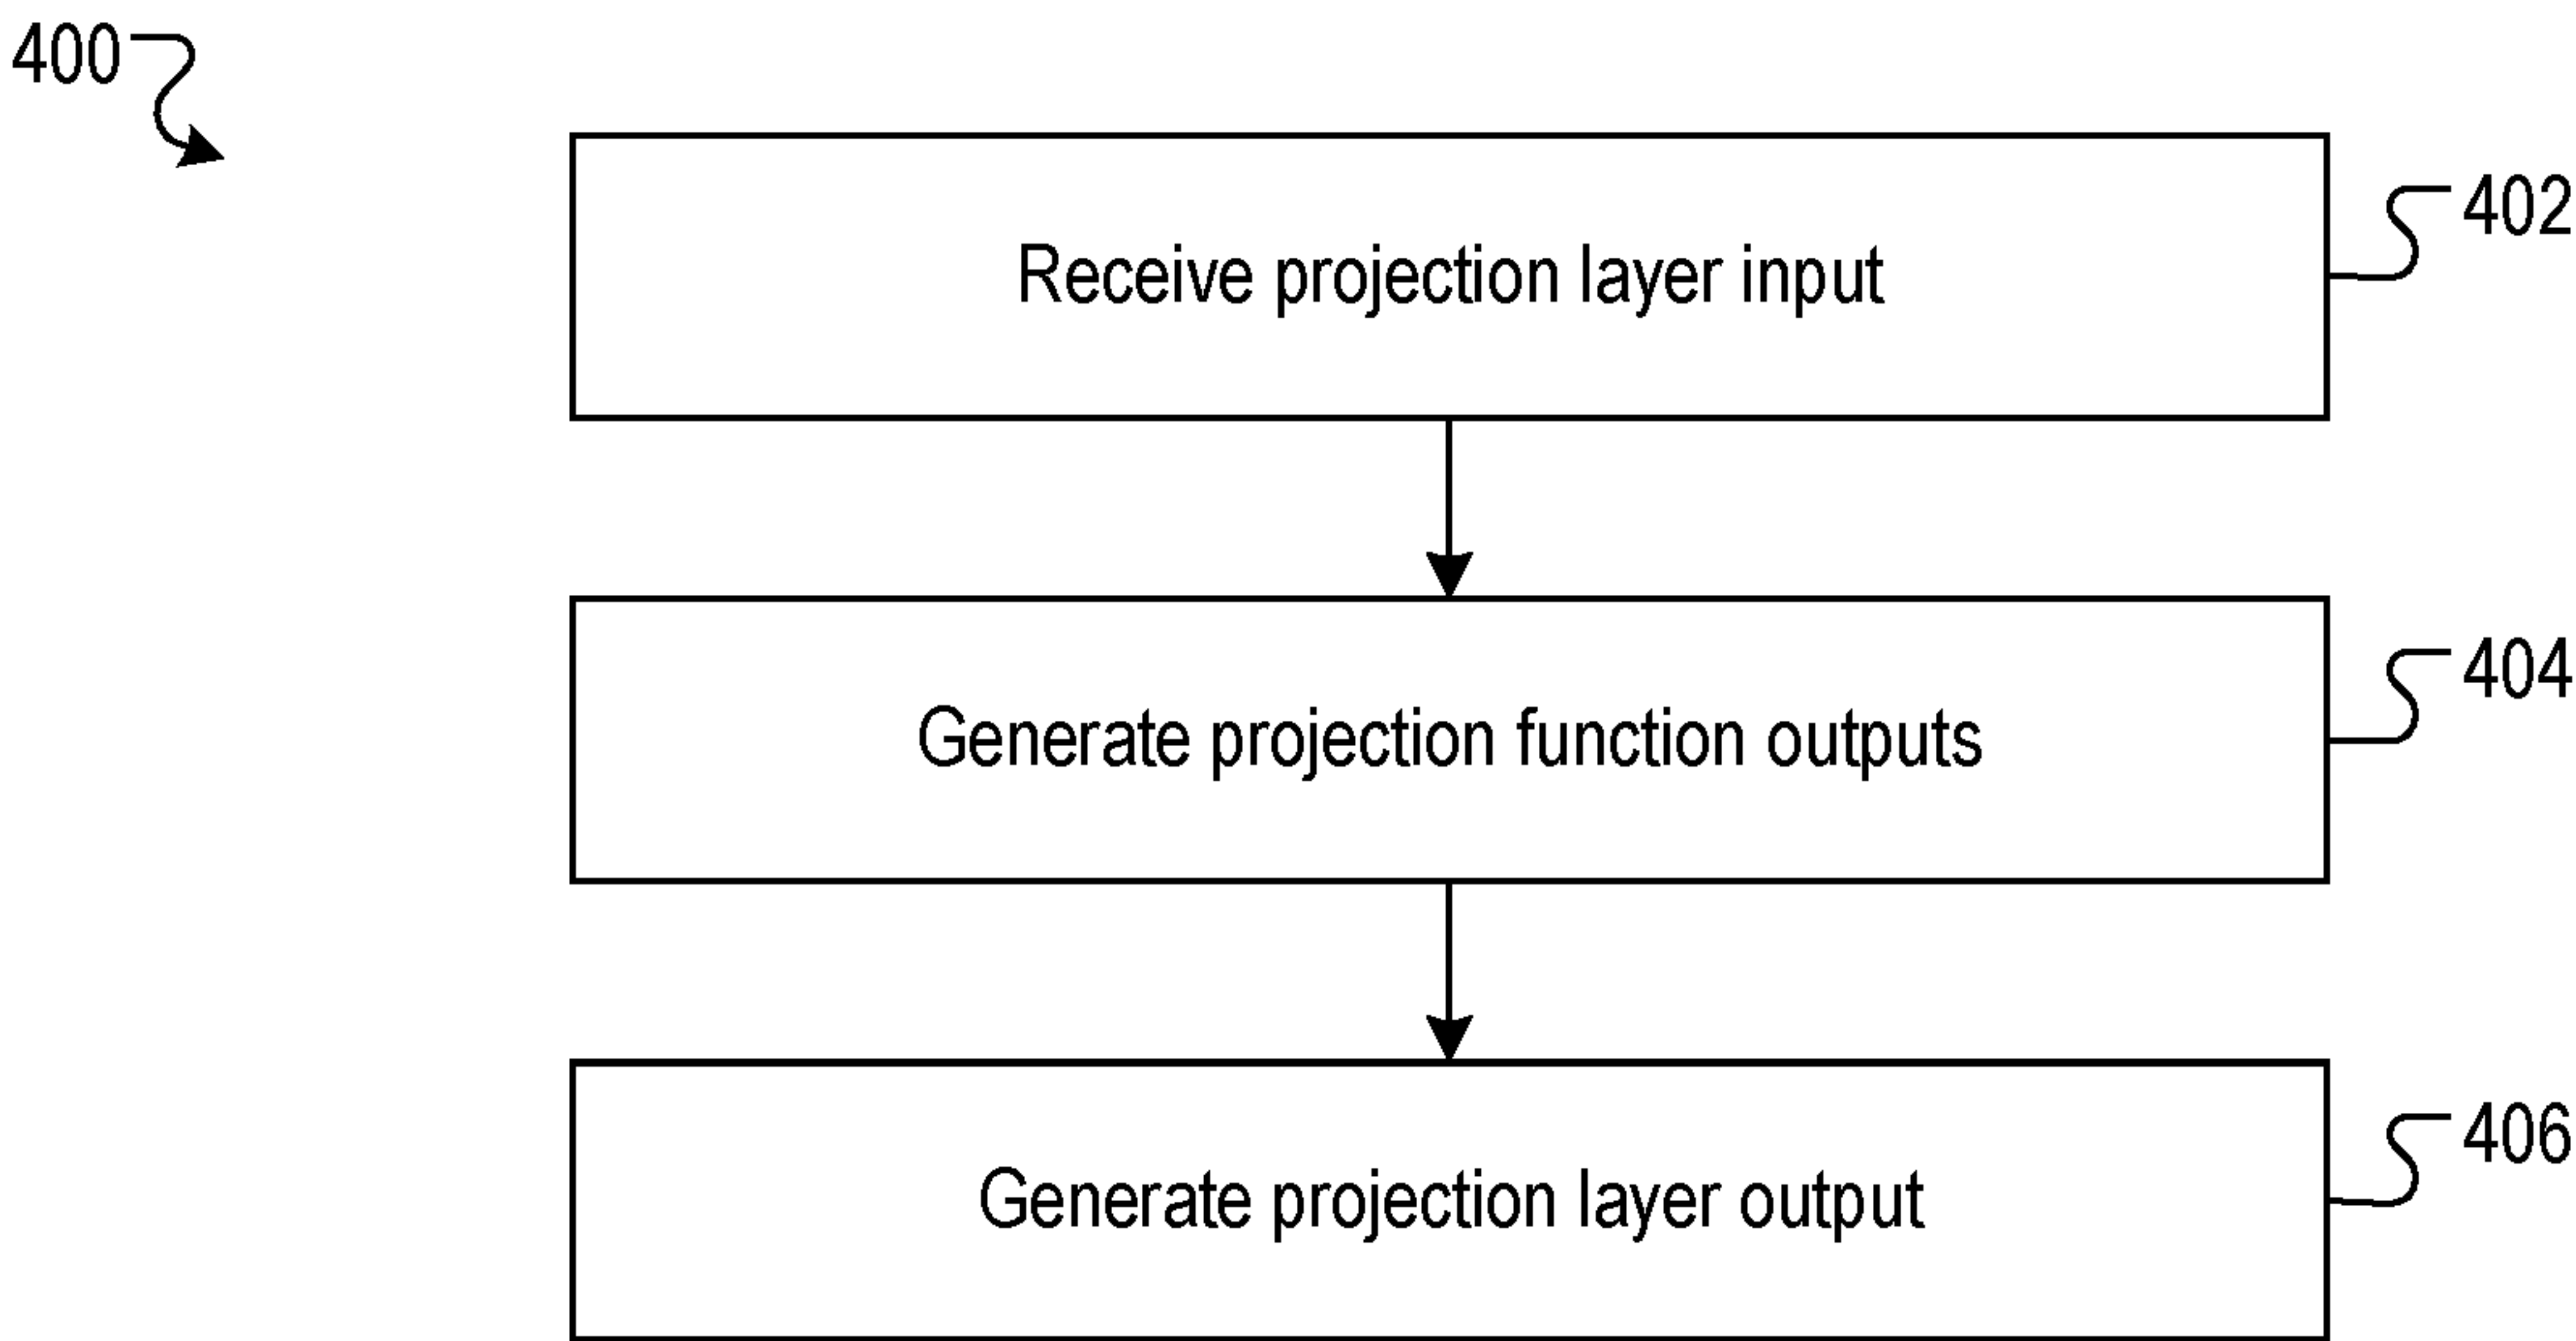 400
Receive projection layer input
402
Generate projection function outputs
404
Generate projection layer output
406